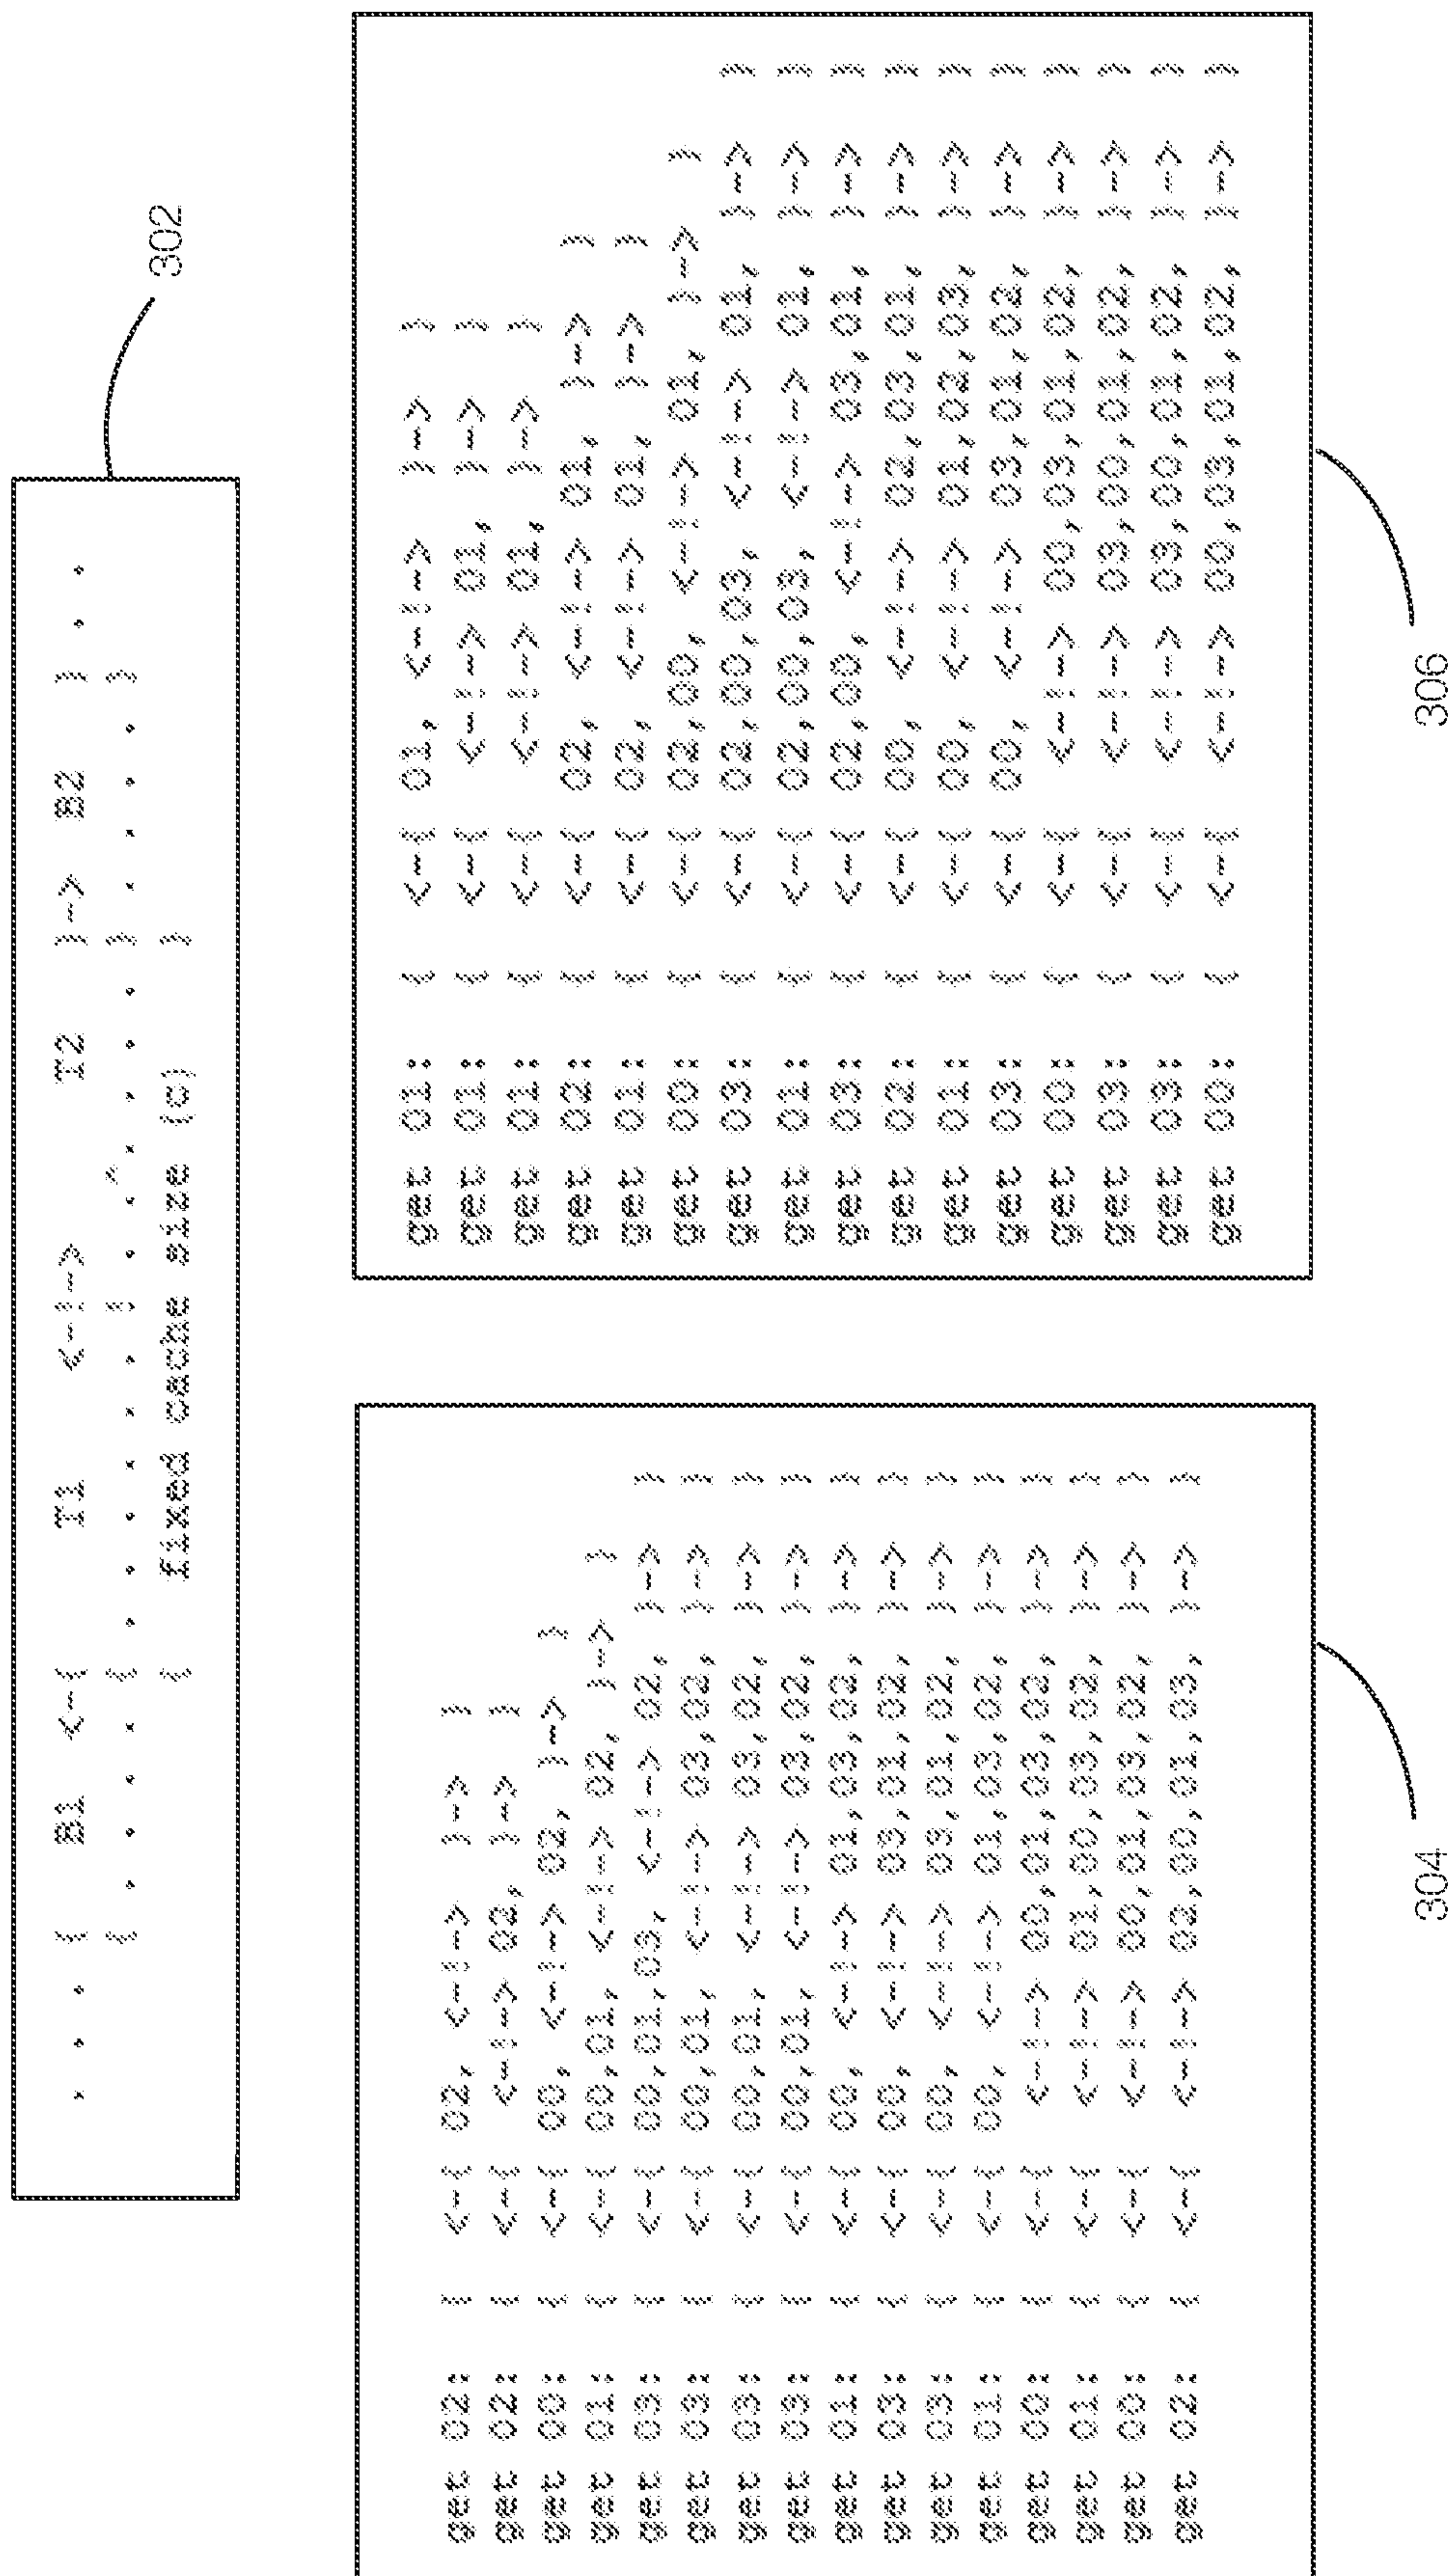 . . . [ B1 <-[ T1 <-!-> T2 ]-> B2 ] . .
[ . . . . [ . . . . . . ! . . ^ . . . . ] . . . . ]
[ fixed cache size (c) ]
302
get 02: [ <-[ 02, <-!-> ]-> ]
get 02: [ <-[ <-!-> 02, ]-> ]
get 00: [ <-[ 00, <-!-> 02, ]-> ]
get 01: [ <-[ 00,01, <-!-> 02, ]-> ]
get 03: [ <-[ 00,01,03, <-!-> 02, ]-> ]
get 03: [ <-[ 00,01, <-!-> 03,02, ]-> ]
get 03: [ <-[ 00,01, <-!-> 03,02, ]-> ]
get 03: [ <-[ 00,01, <-!-> 03,02, ]-> ]
get 01: [ <-[ 00, <-!-> 01,03,02, ]-> ]
get 03: [ <-[ 00, <-!-> 03,01,02, ]-> ]
get 03: [ <-[ 00, <-!-> 03,01,02, ]-> ]
get 01: [ <-[ 00, <-!-> 01,03,02, ]-> ]
get 00: [ <-[ <-!-> 00,01,03,02, ]-> ]
get 01: [ <-[ <-!-> 01,00,03,02, ]-> ]
get 00: [ <-[ <-!-> 00,01,03,02, ]-> ]
get 02: [ <-[ <-!-> 02,00,01,03, ]-> ]
304
get 01: [ <-[ 01, <-!-> ]-> ]
get 01: [ <-[ <-!-> 01, ]-> ]
get 01: [ <-[ <-!-> 01, ]-> ]
get 02: [ <-[ 02, <-!-> 01, ]-> ]
get 01: [ <-[ 02, <-!-> 01, ]-> ]
get 00: [ <-[ 02,00, <-!-> 01, ]-> ]
get 03: [ <-[ 02,00,03, <-!-> 01, ]-> ]
get 01: [ <-[ 02,00,03, <-!-> 01, ]-> ]
get 03: [ <-[ 02,00, <-!-> 03,01, ]-> ]
get 02: [ <-[ 00, <-!-> 02,03,01, ]-> ]
get 01: [ <-[ 00, <-!-> 01,02,03, ]-> ]
get 03: [ <-[ 00, <-!-> 03,01,02, ]-> ]
get 00: [ <-[ <-!-> 00,03,01,02, ]-> ]
get 03: [ <-[ <-!-> 03,00,01,02, ]-> ]
get 03: [ <-[ <-!-> 03,00,01,02, ]-> ]
get 00: [ <-[ <-!-> 00,03,01,02, ]-> ]
306